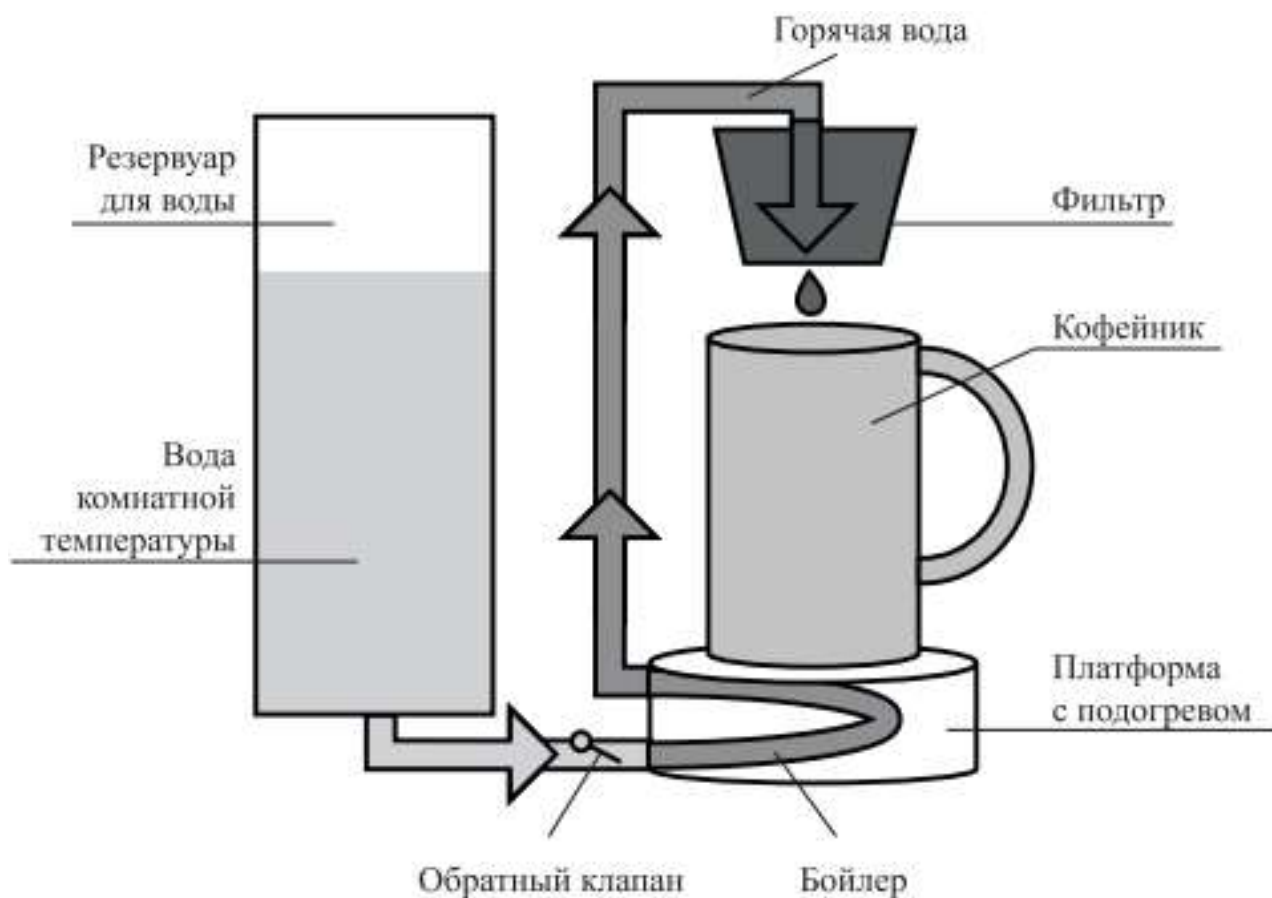 Горячая вода
Резервуар
для воды
Фильтр
Кофейник
Вода
комнатной
температуры
Платформа
с подогревом
Обратный клапан
Бойлер